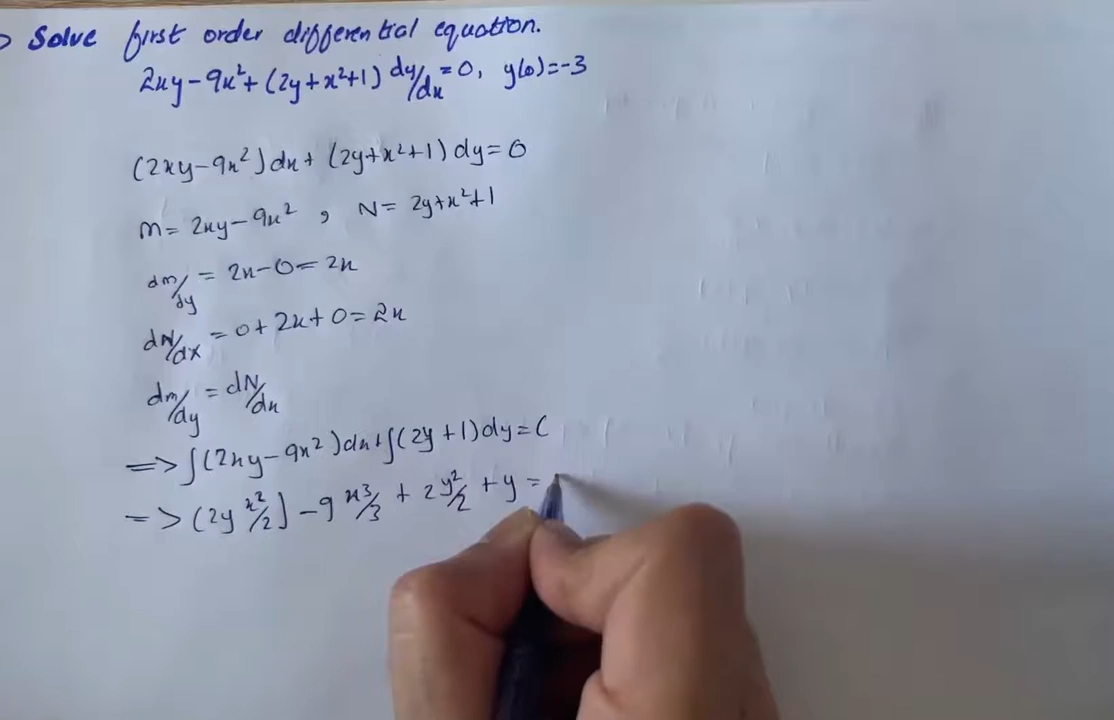 Solve first order differential equation.
2xy - 9x² + (2y + x² + 1) dy/dx = 0, y(0) = -3
(2xy - 9x²)dx + (2y + x² + 1)dy = 0
M = 2xy - 9x² , N = 2y + x² + 1
dm/dy = 2x - 0 = 2x
dN/dx = 0 + 2x + 0 = 2x
dm/dy = dN/dx
=> ∫(2xy - 9x²)dx + ∫(2y + 1)dy = C
=> (2y x²/2) - 9 x³/3 + 2 y²/2 + y =